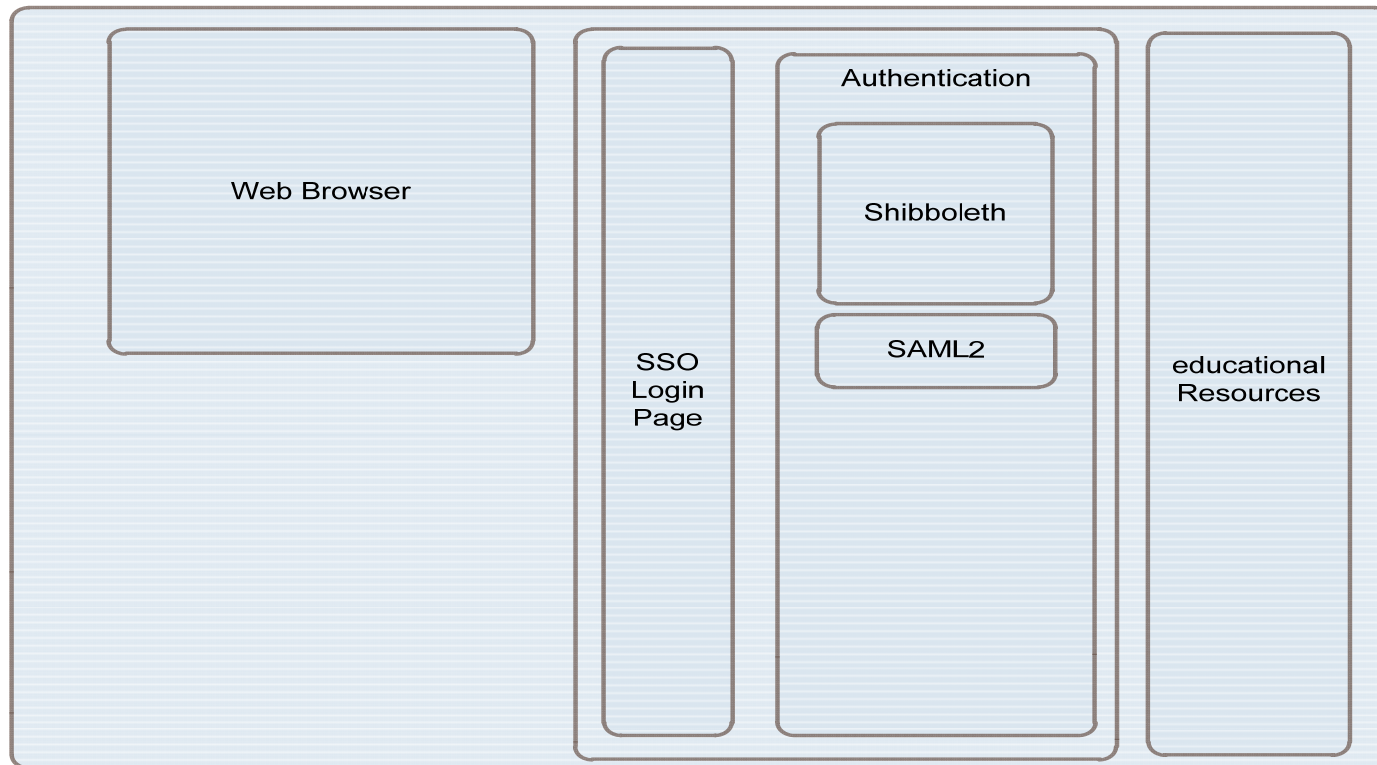 Authentication
Web Browser
Shibboleth
SAML2
SSO
Login
Page
educational
Resources